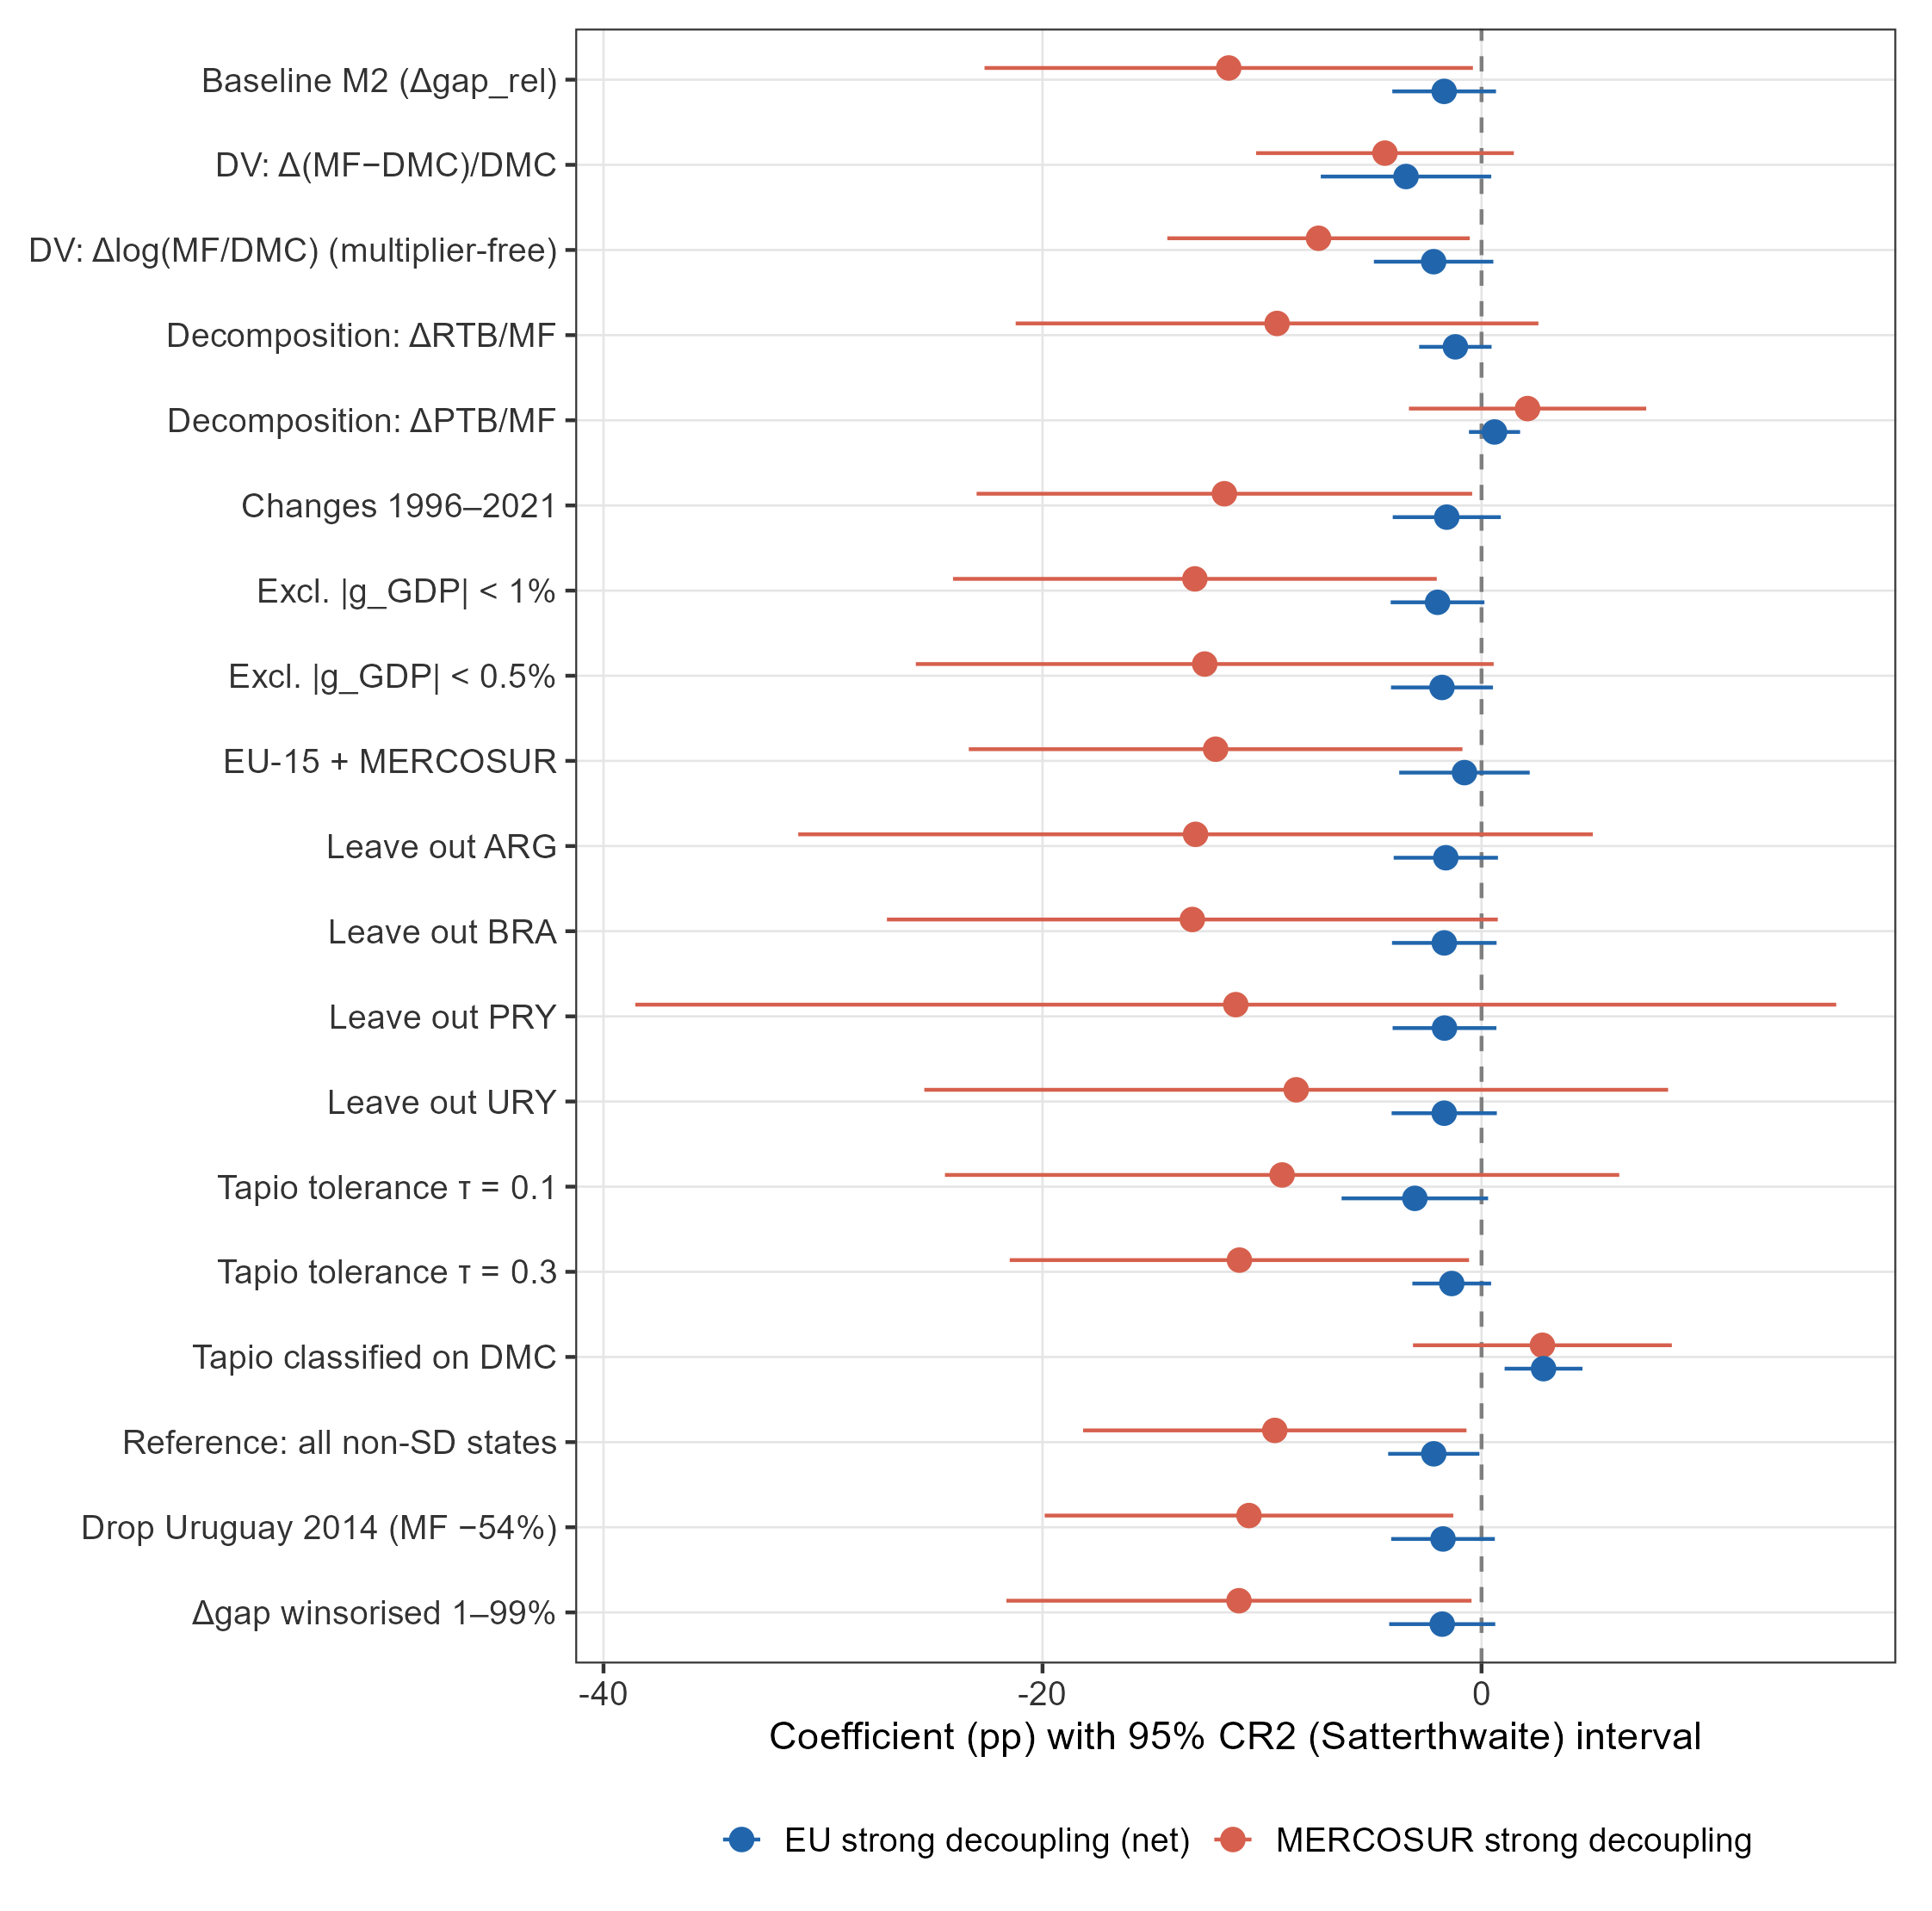 Baseline M2 (Δgap_rel)
DV: Δ(MF−DMC)/DMC
DV: Δlog(MF/DMC) (multiplier-free)
Decomposition: ΔRTB/MF
Decomposition: ΔPTB/MF
Changes 1996–2021
Excl. |g_GDP| < 1%
Excl. |g_GDP| < 0.5%
EU-15 + MERCOSUR
Leave out ARG
Leave out BRA
Leave out PRY
Leave out URY
Tapio tolerance τ = 0.1
Tapio tolerance τ = 0.3
Tapio classified on DMC
Reference: all non-SD states
Drop Uruguay 2014 (MF −54%)
Δgap winsorised 1–99%
-40 -20 0
Coefficient (pp) with 95% CR2 (Satterthwaite) interval
EU strong decoupling (net) MERCOSUR strong decoupling